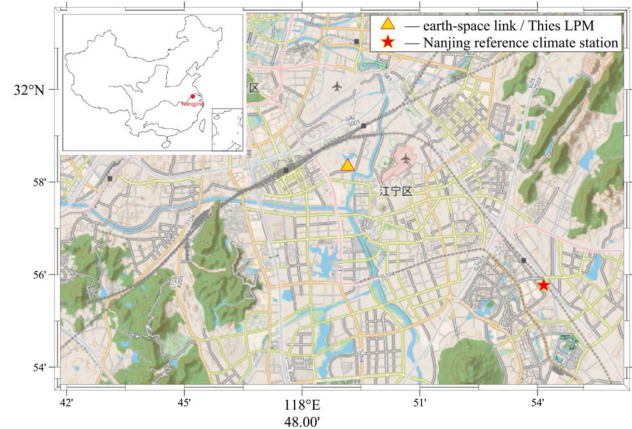 — earth-space link / Thies LPM
— Nanjing reference climate station
Nanjing
区
32°N
58'
江宁区
56'
54'
42'
45'
118°E
48.00'
51'
54'